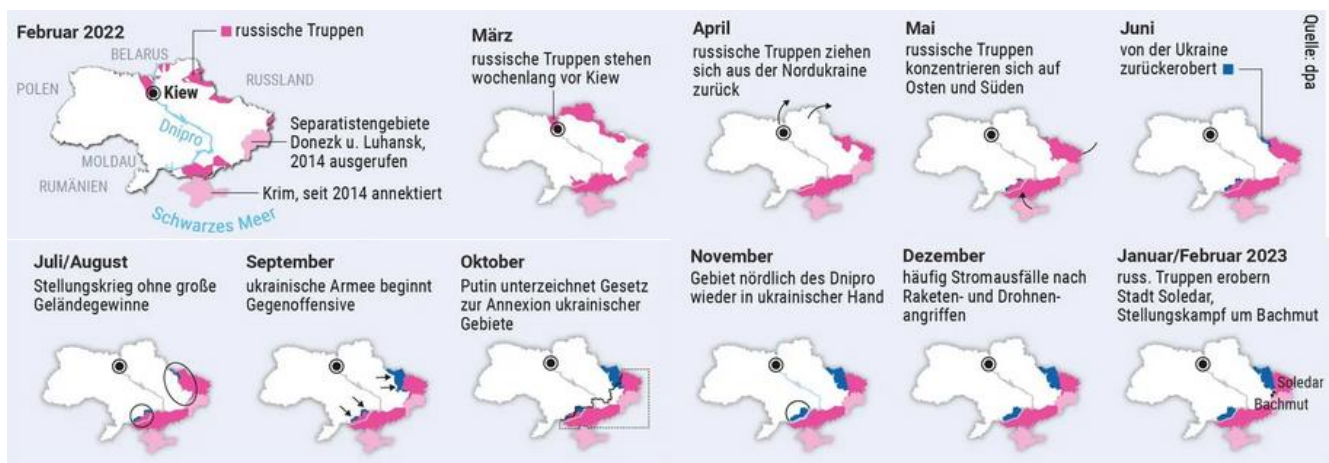 Februar 2022
russische Truppen
BELARUS
POLEN
RUSSLAND
Kiew
Dnipro
Separatistengebiete
Donezk u. Luhansk,
2014 ausgerufen
MOLDAU
RUMÄNIEN
Krim, seit 2014 annektiert
Schwarzes Meer
März
russische Truppen stehen
wochenlang vor Kiew
April
russische Truppen ziehen
sich aus der Nordukraine
zurück
Mai
russische Truppen
konzentrieren sich auf
Osten und Süden
Juni
von der Ukraine
zurückerobert
Quelle: dpa
Juli/August
Stellungskrieg ohne große
Geländegewinne
September
ukrainische Armee beginnt
Gegenoffensive
Oktober
Putin unterzeichnet Gesetz
zur Annexion ukrainischer
Gebiete
November
Gebiet nördlich des Dnipro
wieder in ukrainischer Hand
Dezember
häufig Stromausfälle nach
Raketen- und Drohnen-
angriffen
Januar/Februar 2023
russ. Truppen erobern
Stadt Soledar,
Stellungskampf um Bachmut
Soledar
Bachmut